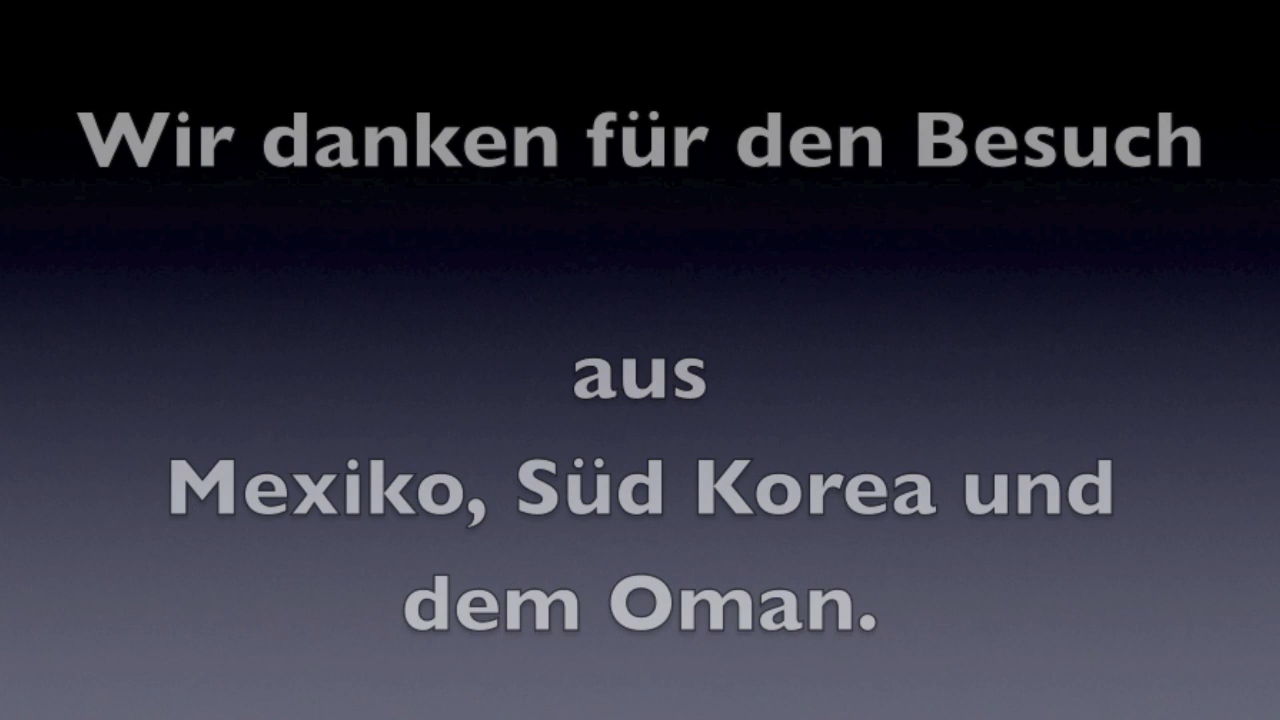 Wir danken für den Besuch
aus
Mexiko, Süd Korea und
dem Oman.